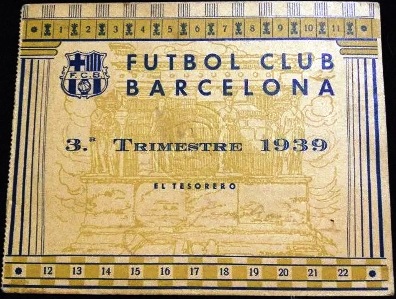 1 2 3 4 5 6 7 8 9 10 11
F C B
FUTBOL CLUB
BARCELONA
3.ᵉʳ TRIMESTRE 1939
EL TESORERO
12 13 14 15 16 17 18 19 20 21 22